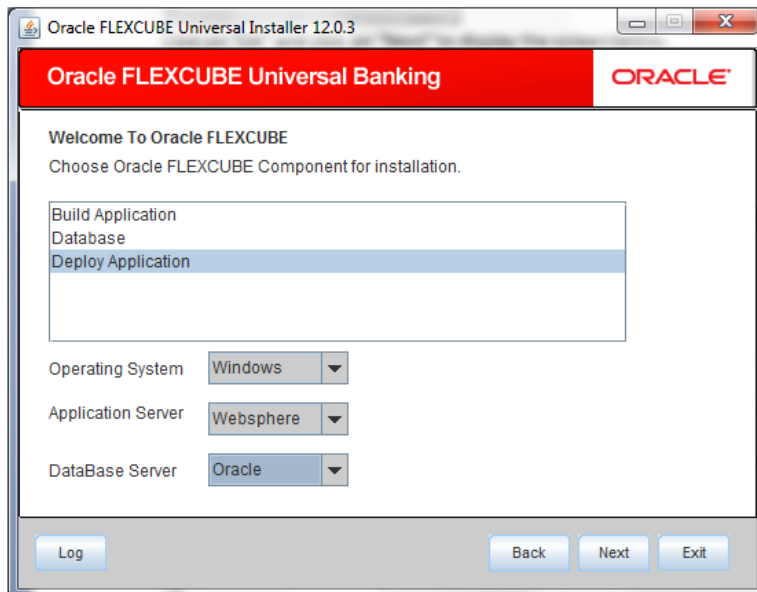 Oracle FLEXCUBE Universal Installer 12.0.3
Oracle FLEXCUBE Universal Banking
ORACLE
Welcome To Oracle FLEXCUBE
Choose Oracle FLEXCUBE Component for installation.
Build Application
Database
Deploy Application
Operating System Windows
Application Server Websphere
DataBase Server Oracle
Log Back Next Exit